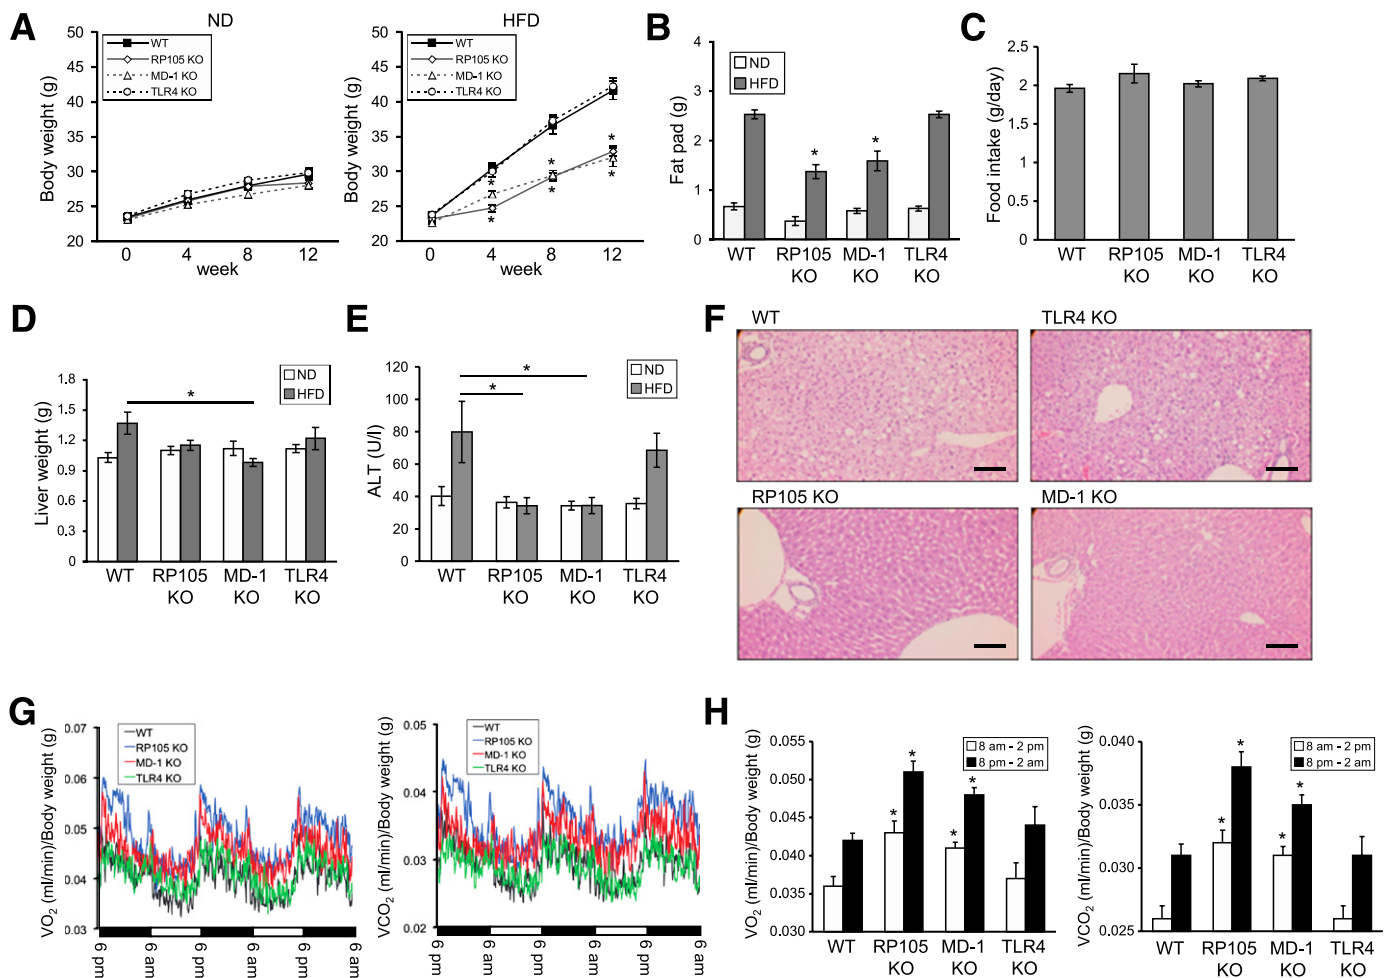 A
ND
Body weight (g)
50
45
40
35
30
25
20
WT
RP105 KO
MD-1 KO
TLR4 KO
0 4 8 12
week
HFD
Body weight (g)
50
45
40
35
30
25
20
WT
RP105 KO
MD-1 KO
TLR4 KO
* * * * * *
0 4 8 12
week
B
Fat pad (g)
4
3
2
1
0
ND
HFD
* *
WT RP105 MD-1 TLR4
KO KO KO
C
Food intake (g/day)
2.5
2
1.5
1
0.5
0
WT RP105 MD-1 TLR4
KO KO KO
D
Liver weight (g)
1.8
1.5
1.2
0.9
0.6
0.3
0
ND
HFD
*
WT RP105 MD-1 TLR4
KO KO KO
E
ALT (U/l)
120
100
80
60
40
20
0
ND
HFD
*
*
WT RP105 MD-1 TLR4
KO KO KO
F
WT TLR4 KO
RP105 KO MD-1 KO
G
VO2 (ml/min)/Body weight (g)
0.07
0.06
0.05
0.04
0.03
WT
RP105 KO
MD-1 KO
TLR4 KO
6 pm 6 am 6 pm 6 am 6 pm 6 am
VCO2 (ml/min)/Body weight (g)
0.05
0.04
0.03
0.02
WT
RP105 KO
MD-1 KO
TLR4 KO
6 pm 6 am 6 pm 6 am 6 pm 6 am
H
VO2 (ml/min)/Body weight (g)
0.055
0.050
0.045
0.040
0.035
0.030
8 am - 2 pm
8 pm - 2 am
* * * *
WT RP105 MD-1 TLR4
KO KO KO
VCO2 (ml/min)/Body weight (g)
0.040
0.035
0.030
0.025
8 am - 2 pm
8 pm - 2 am
* * * *
WT RP105 MD-1 TLR4
KO KO KO